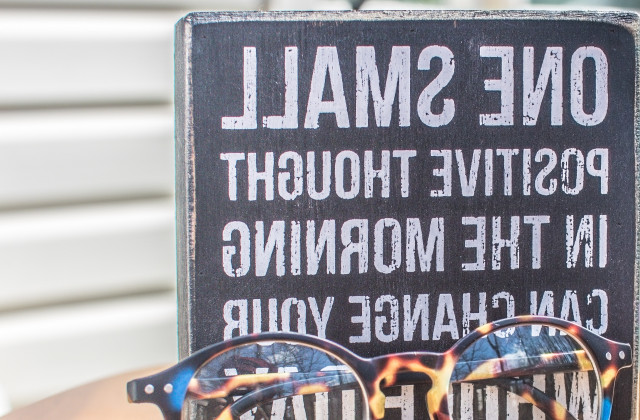 ONE SMALL
POSITIVE THOUGHT
IN THE MORNING
CAN CHANGE YOUR